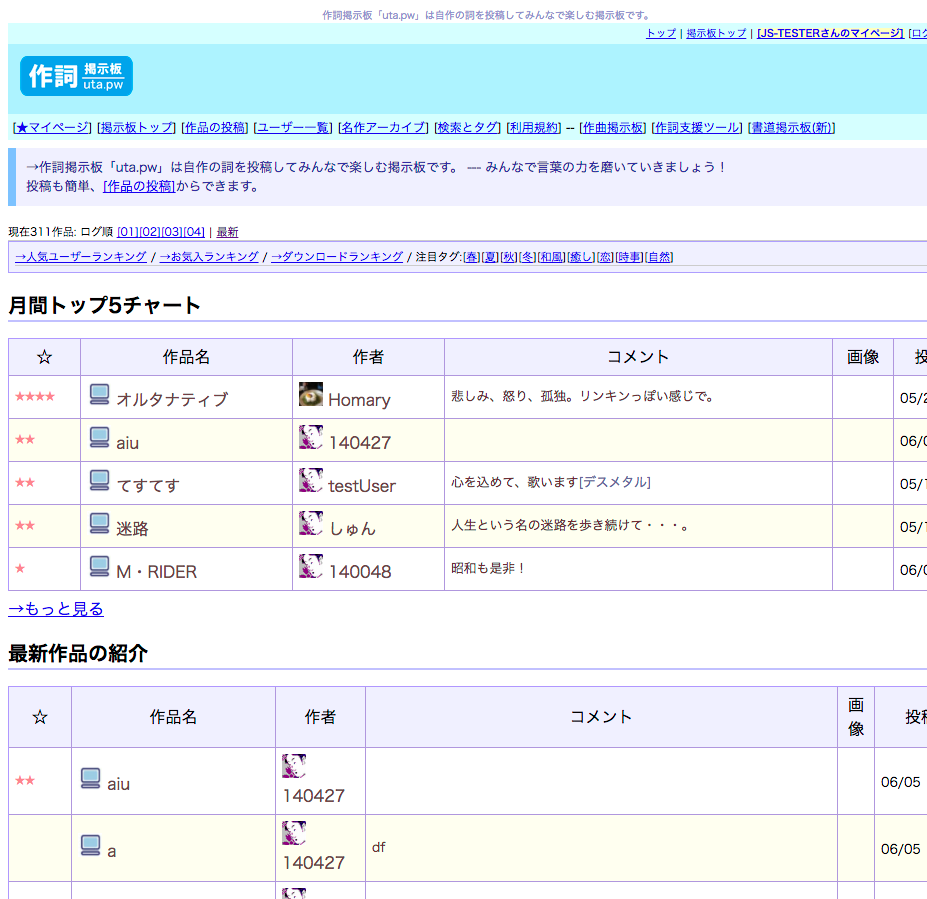 作詞掲示板「uta.pw」は自作の詞を投稿してみんなで楽しむ掲示板です。
トップ | 掲示板トップ | [JS-TESTERさんのマイページ] [ログ
作詞 掲示板 uta.pw
[★マイページ] [掲示板トップ] [作品の投稿] [ユーザー一覧] [名作アーカイブ] [検索とタグ] [利用規約] -- [作曲掲示板] [作詞支援ツール] [書道掲示板(新)]
→作詞掲示板「uta.pw」は自作の詞を投稿してみんなで楽しむ掲示板です。 --- みんなで言葉の力を磨いていきましょう！
投稿も簡単、[作品の投稿]からできます。
現在311作品: ログ順 [01][02][03][04] | 最新
→人気ユーザーランキング / →お気入ランキング / →ダウンロードランキング / 注目タグ:[春][夏][秋][冬][和風][癒し][恋][時事][自然]
月間トップ5チャート
☆ 作品名 作者 コメント 画像 投
★★★★ オルタナティブ Homary 悲しみ、怒り、孤独。リンキンっぽい感じで。 05/2
★★ aiu 140427 06/0
★★ てすてす testUser 心を込めて、歌います[デスメタル] 05/1
★★ 迷路 しゅん 人生という名の迷路を歩き続けて・・・。 05/1
★ M・RIDER 140048 昭和も是非！ 06/0
→もっと見る
最新作品の紹介
☆ 作品名 作者 コメント 画像 投稿
★★ aiu 140427 06/05
a 140427 df 06/05